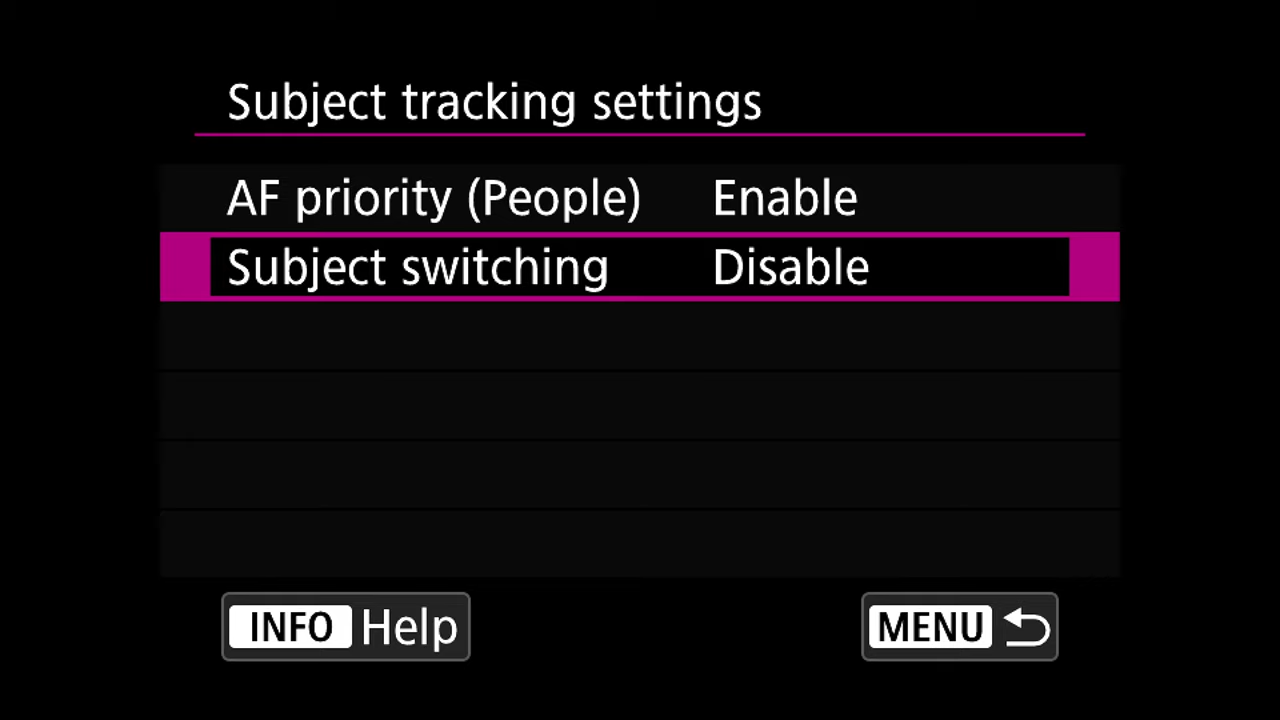 Subject tracking settings
AF priority (People) Enable
Subject switching Disable
INFO Help MENU